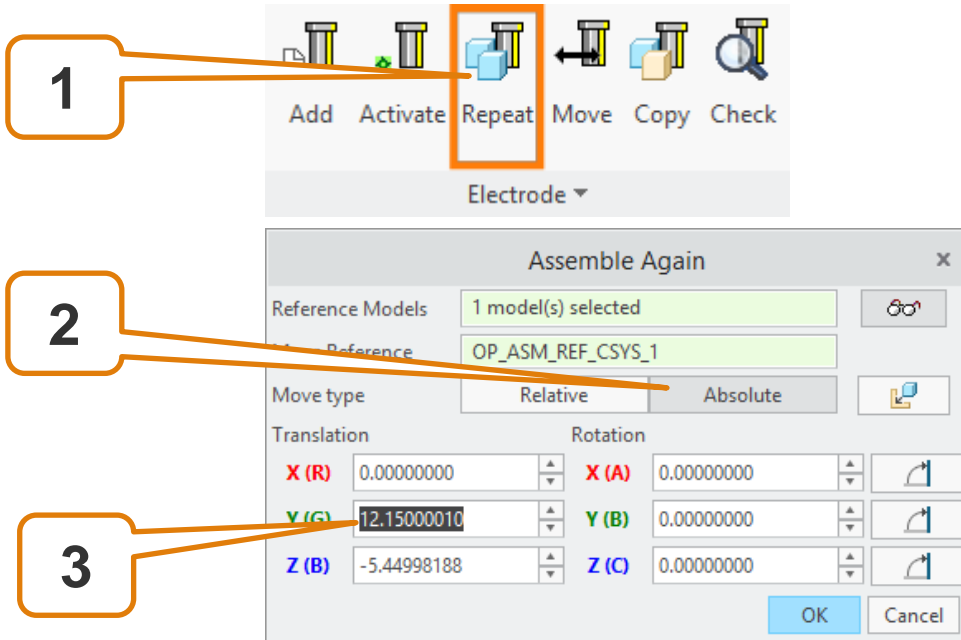 1
Add Activate Repeat Move Copy Check
Electrode
Assemble Again
2
Reference Models 1 model(s) selected
Reference OP_ASM_REF_CSYS_1
Move type Relative Absolute
Translation Rotation
X (R) 0.00000000 X (A) 0.00000000
3
Y (G) 12.15000010 Y (B) 0.00000000
Z (B) -5.44998188 Z (C) 0.00000000
OK Cancel